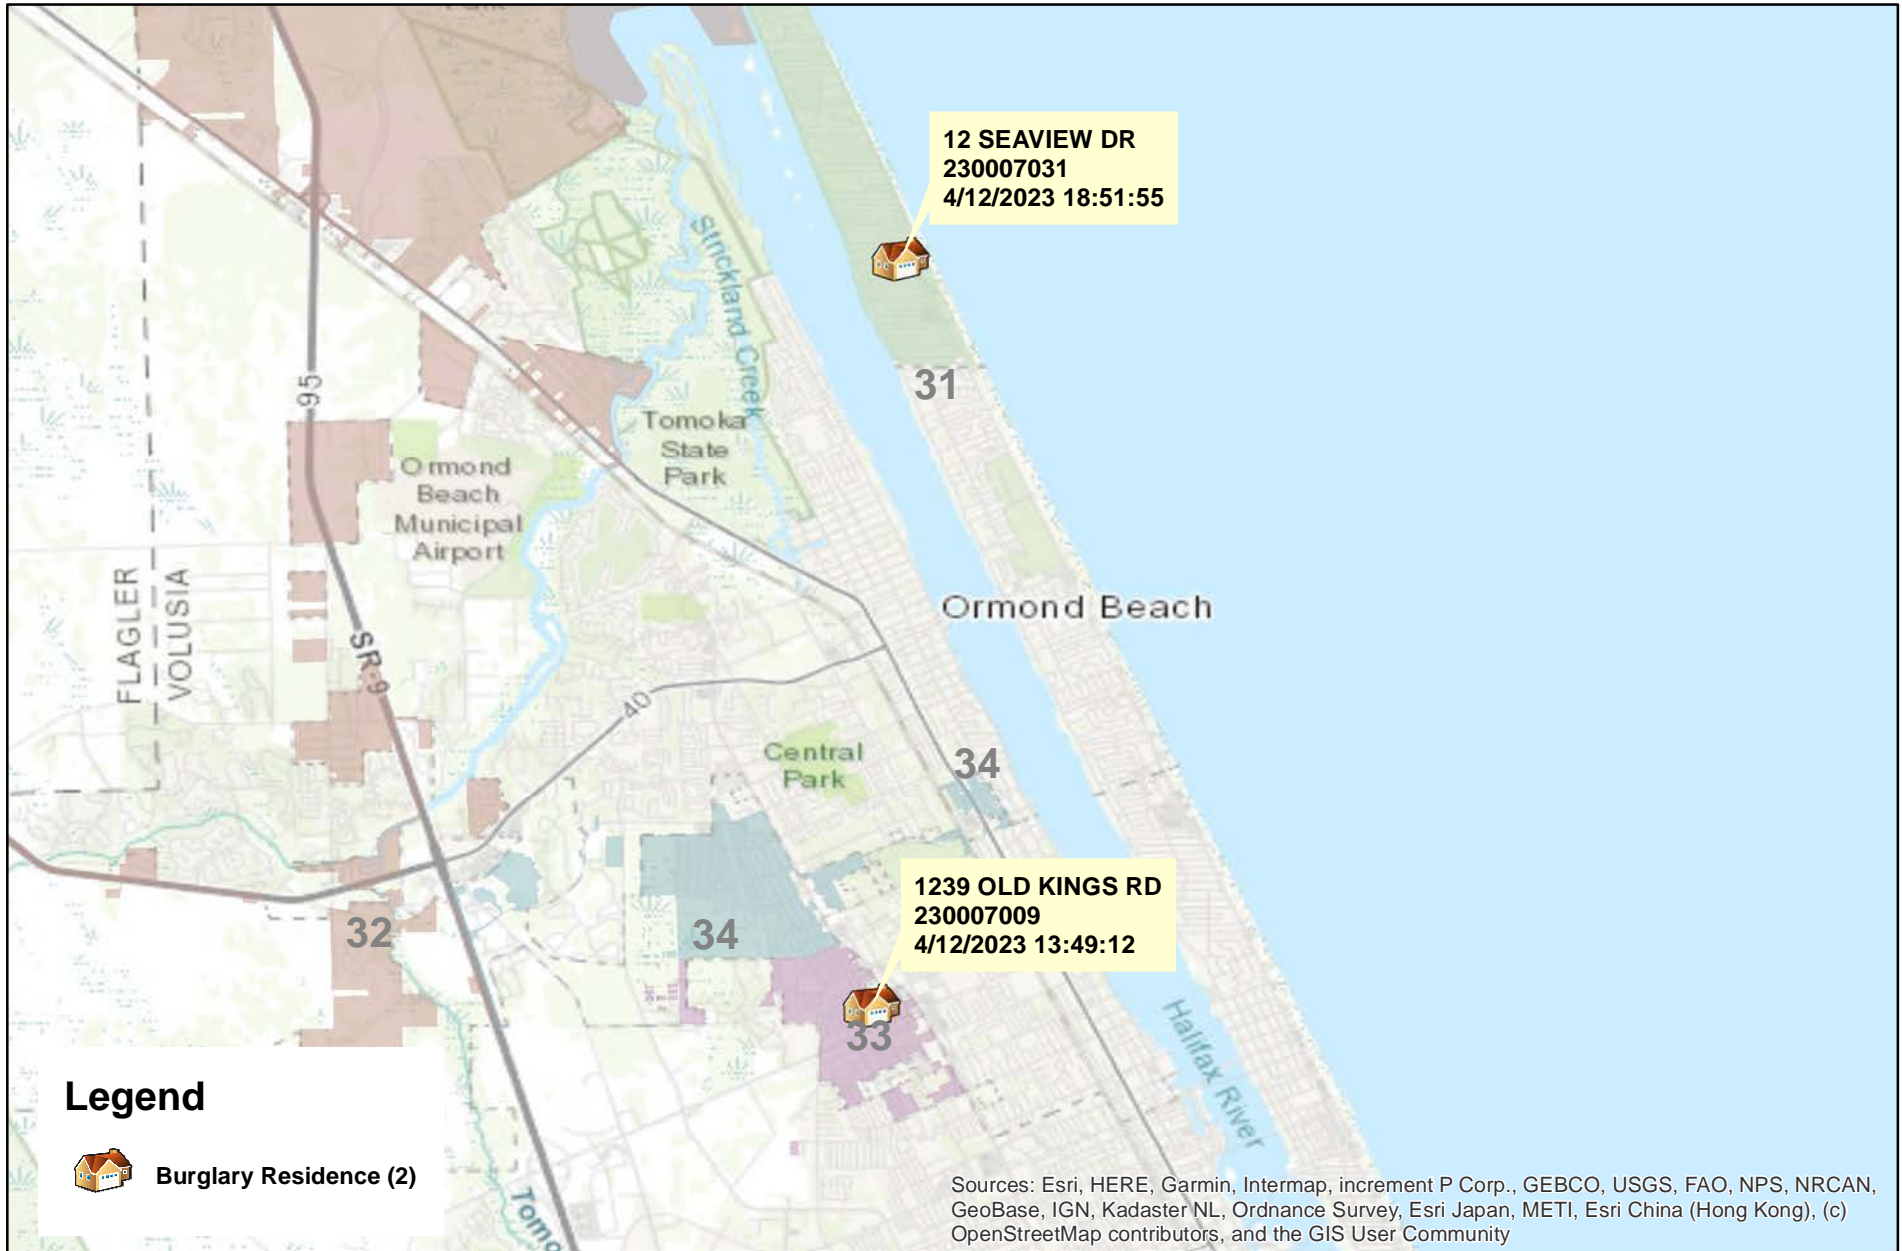 Park
12 SEAVIEW DR
230007031
4/12/2023 18:51:55
Strickland Creek
31
95
Tomoka
State
Park
Ormond
Beach
Municipal
Airport
FLAGLER
VOLUSIA
Ormond Beach
SR-9
40
Central
Park
34
1239 OLD KINGS RD
230007009
4/12/2023 13:49:12
32
34
33
Halifax River
Legend
Burglary Residence (2)
Tomo
Sources: Esri, HERE, Garmin, Intermap, increment P Corp., GEBCO, USGS, FAO, NPS, NRCAN,
GeoBase, IGN, Kadaster NL, Ordnance Survey, Esri Japan, METI, Esri China (Hong Kong), (c)
OpenStreetMap contributors, and the GIS User Community